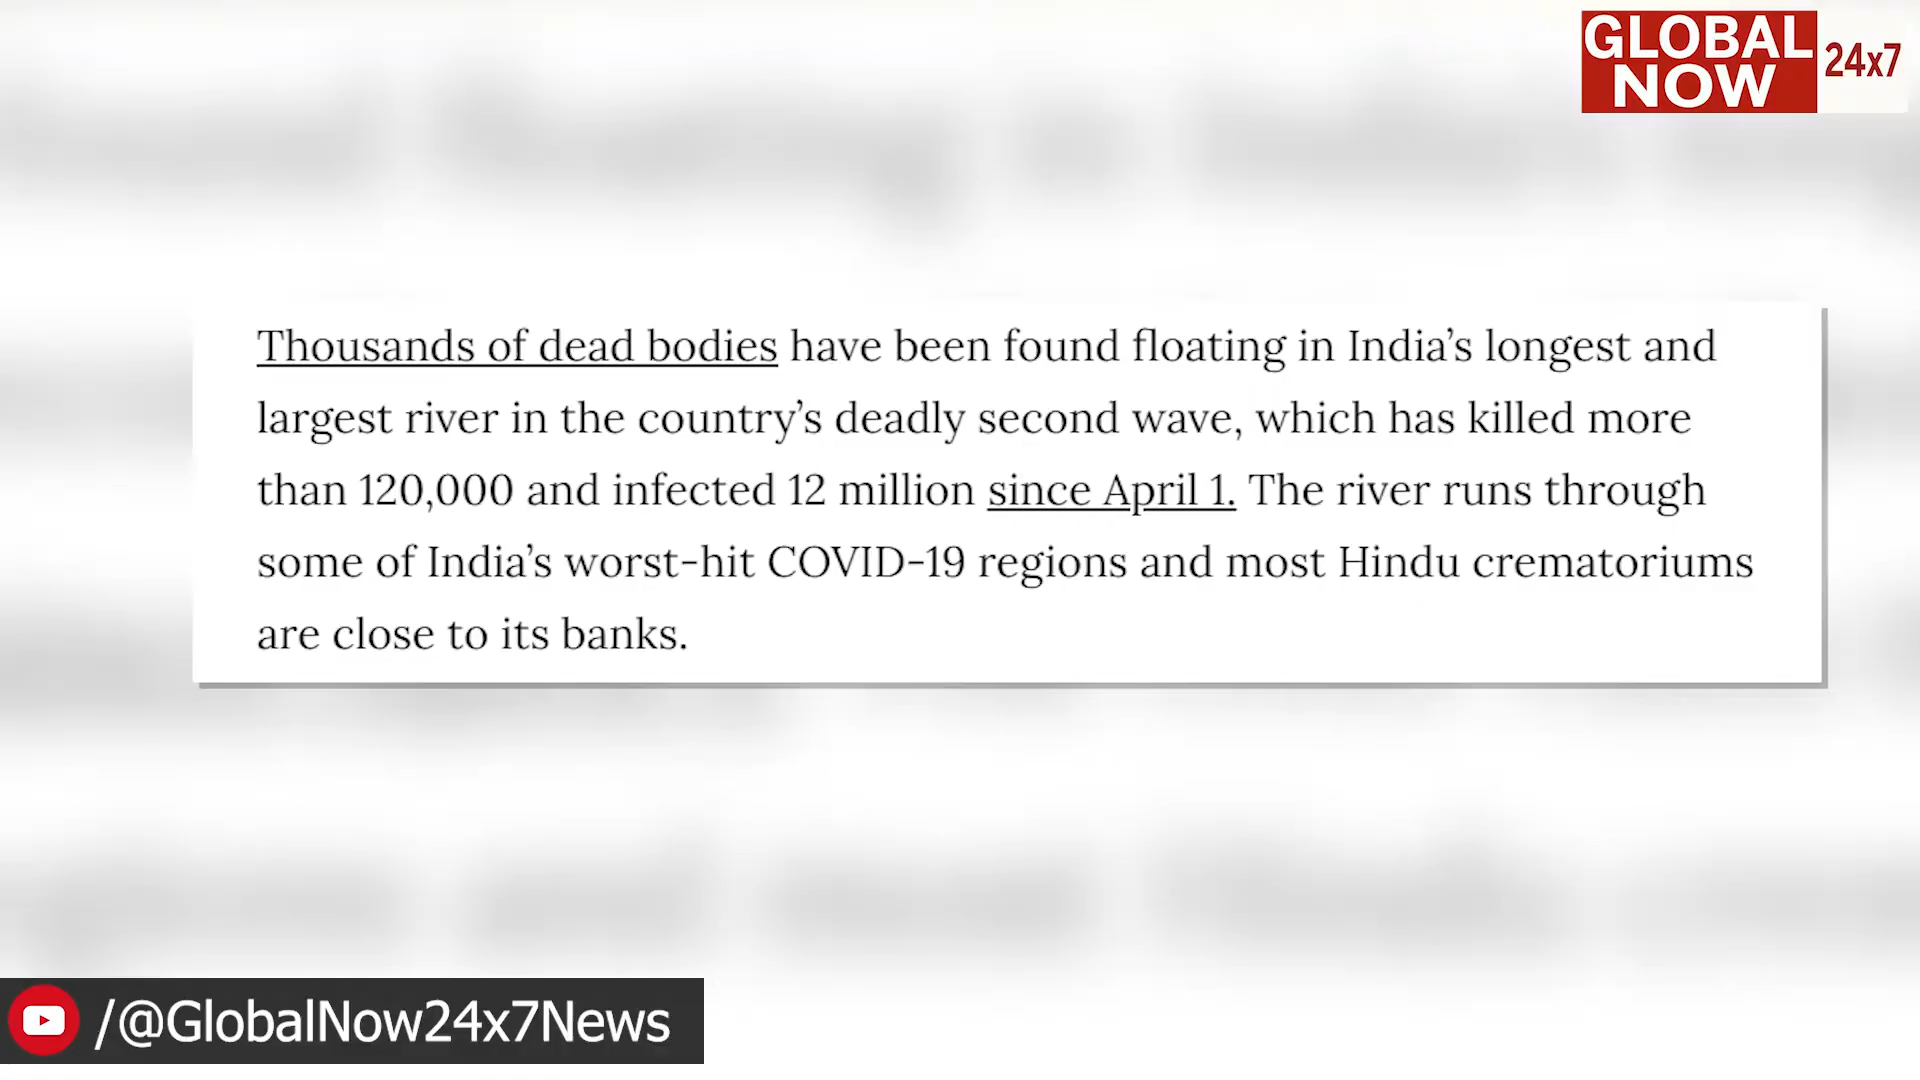 GLOBAL
NOW
24x7
Thousands of dead bodies have been found floating in India’s longest and
largest river in the country’s deadly second wave, which has killed more
than 120,000 and infected 12 million since April 1. The river runs through
some of India’s worst-hit COVID-19 regions and most Hindu crematoriums
are close to its banks.
/@GlobalNow24x7News